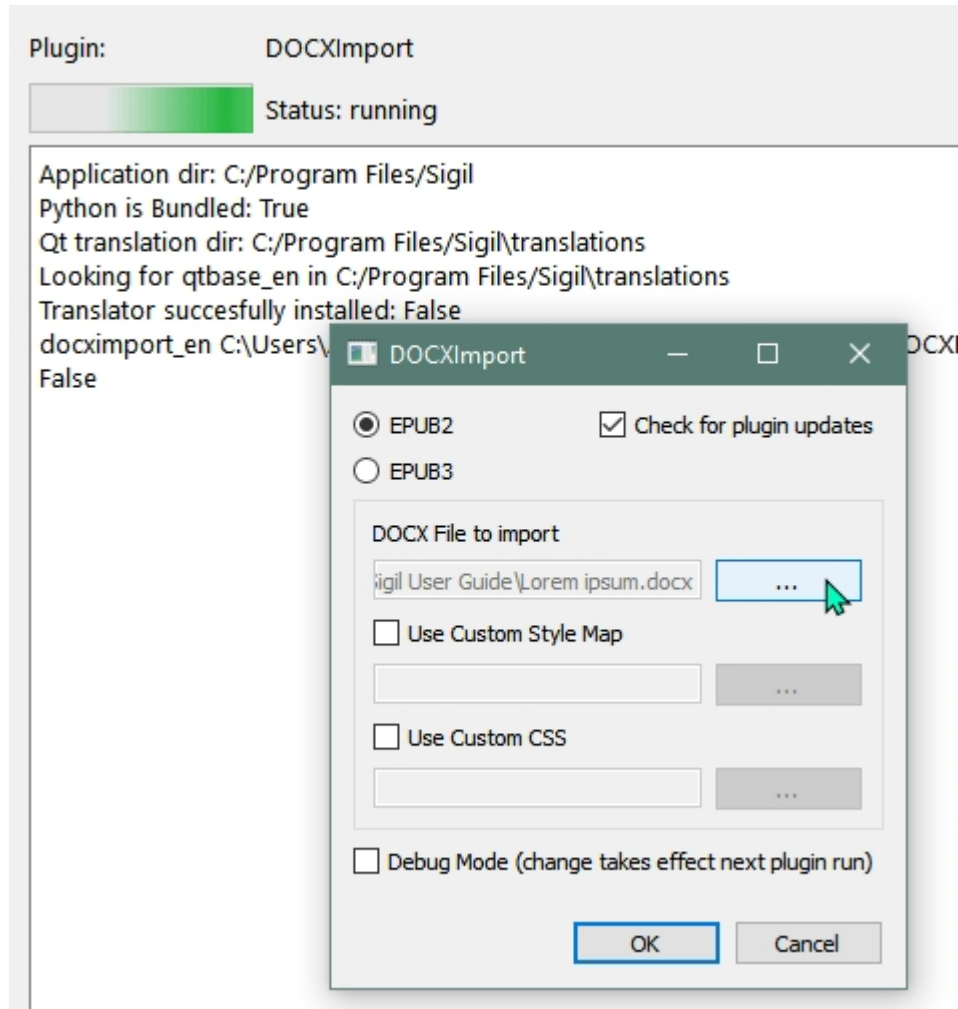 Plugin: DOCXImport
Status: running
Application dir: C:/Program Files/Sigil
Python is Bundled: True
Qt translation dir: C:/Program Files/Sigil\translations
Looking for qtbase_en in C:/Program Files/Sigil\translations
Translator succesfully installed: False
docximport_en C:\Users\
False
DOCXImport
EPUB2
Check for plugin updates
EPUB3
DOCX File to import
igil User Guide\Lorem ipsum.docx
...
Use Custom Style Map
...
Use Custom CSS
...
Debug Mode (change takes effect next plugin run)
OK Cancel